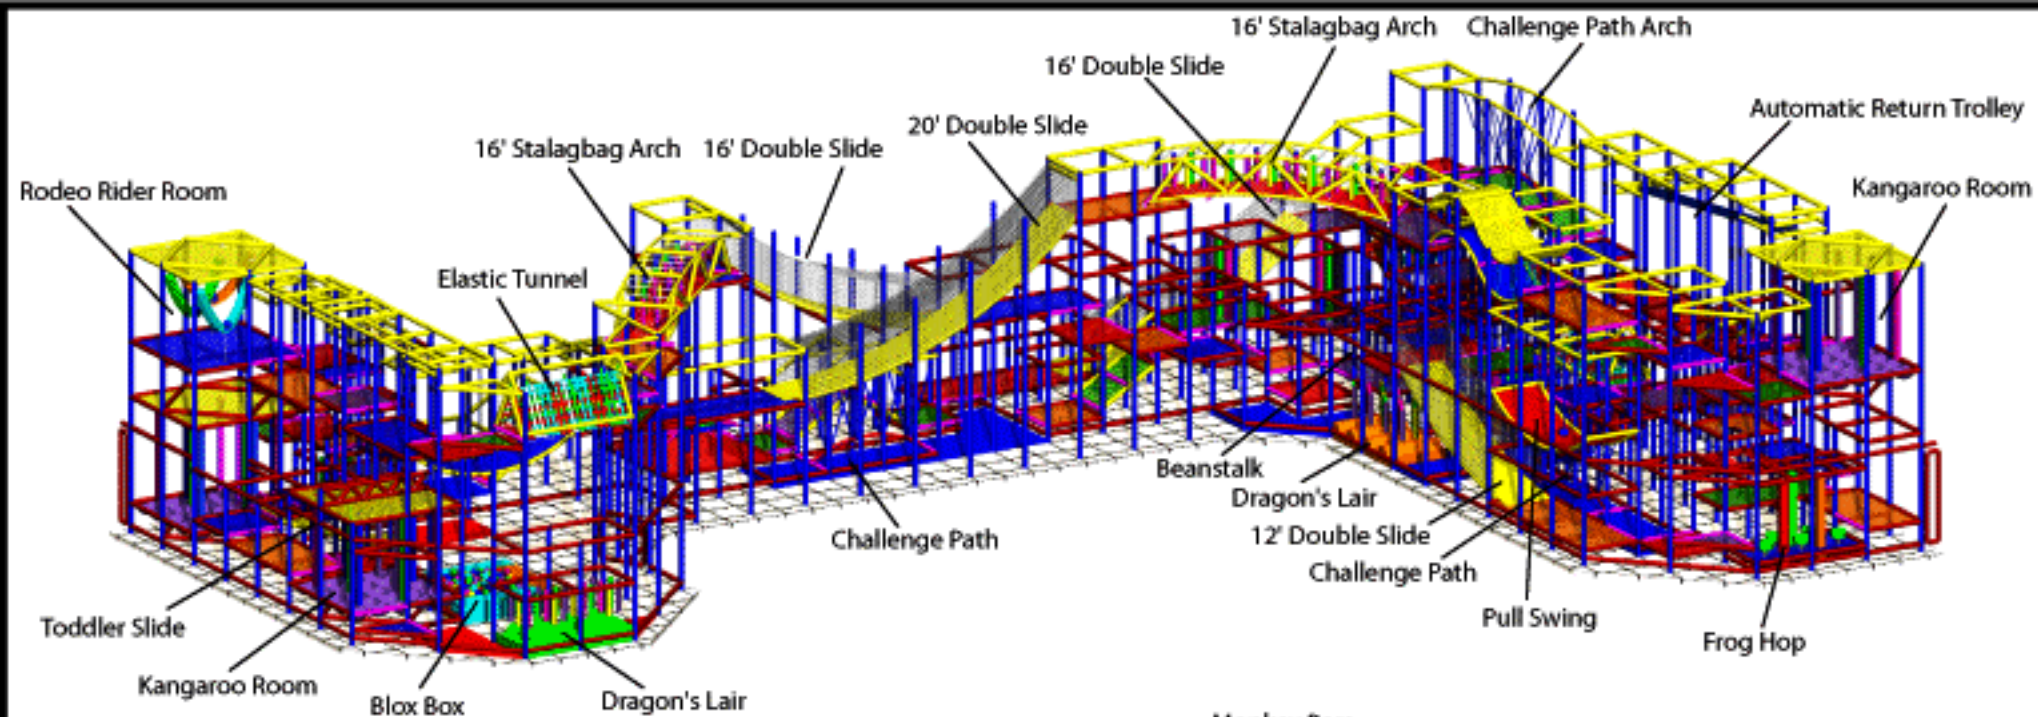 16' Stalagbag Arch
Challenge Path Arch
16' Double Slide
Automatic Return Trolley
20' Double Slide
16' Stalagbag Arch
16' Double Slide
Kangaroo Room
Rodeo Rider Room
Elastic Tunnel
Beanstalk
Dragon's Lair
12' Double Slide
Challenge Path
Challenge Path
Pull Swing
Frog Hop
Toddler Slide
Kangaroo Room
Blox Box
Dragon's Lair